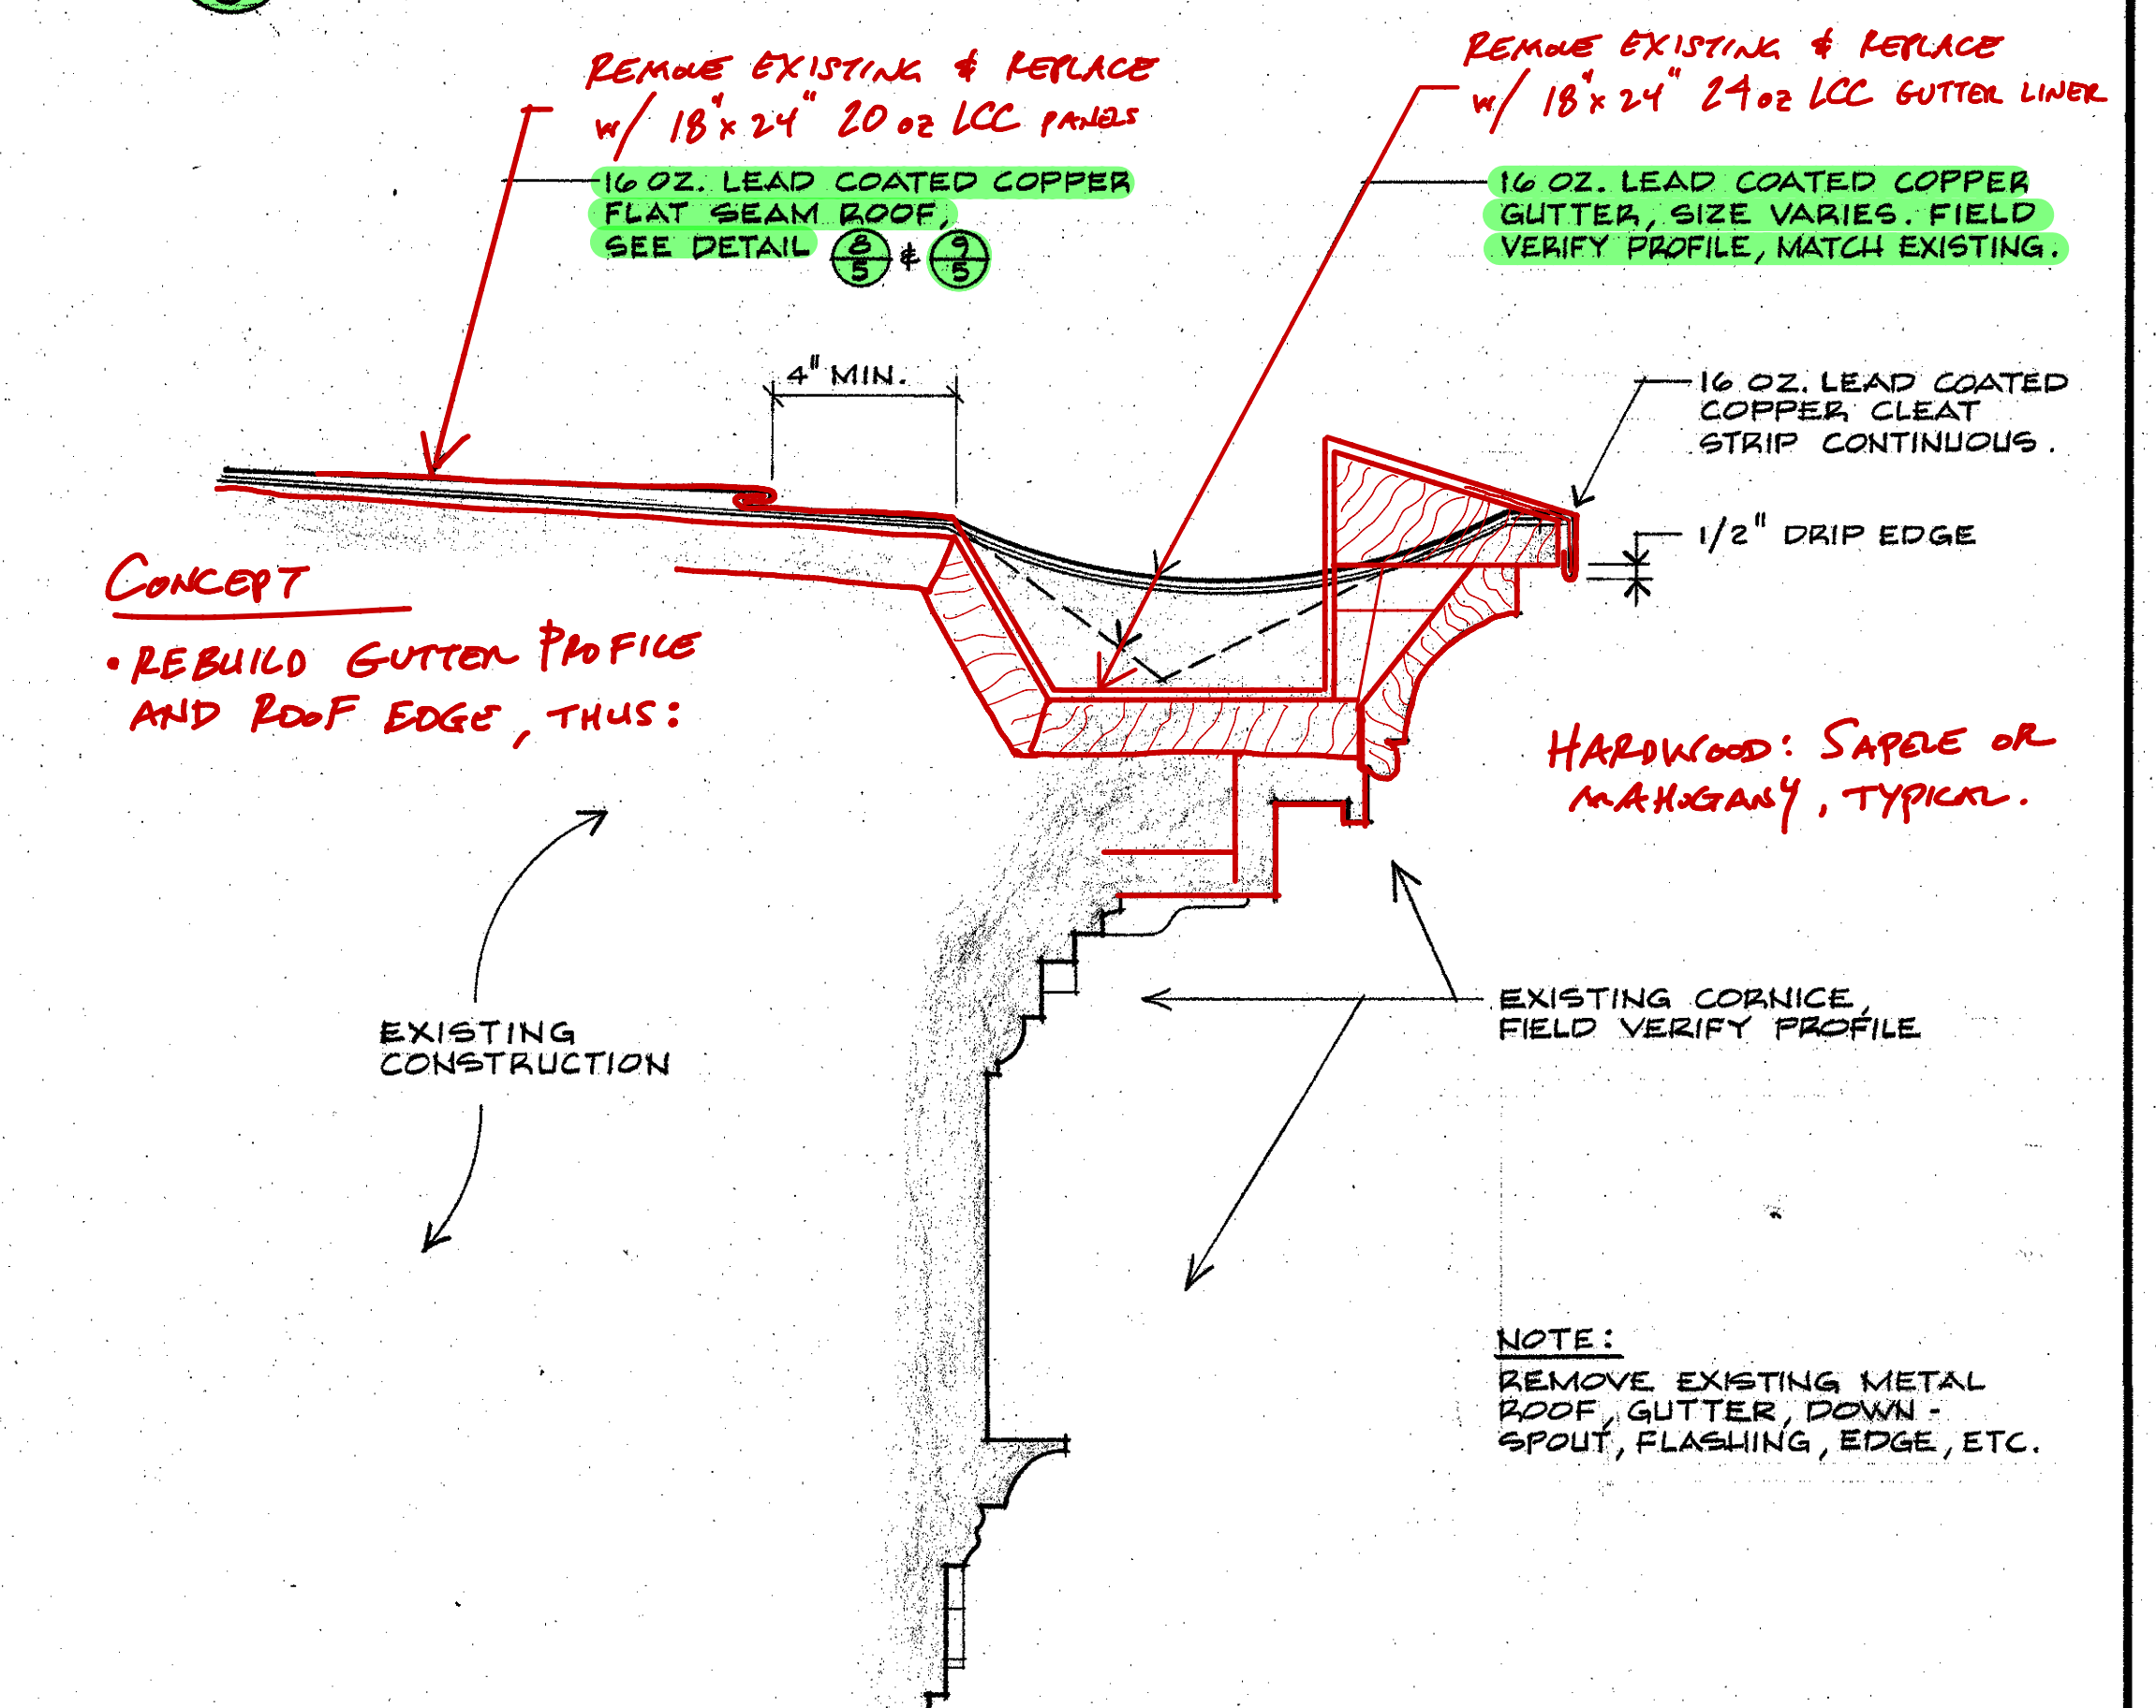 REMOVE EXISTING & REPLACE
w/ 18"x 24" 20 oz LCC PANELS
REMOVE EXISTING & REPLACE
w/ 18"x 24" 24 oz LCC GUTTER LINER
16 OZ. LEAD COATED COPPER
FLAT SEAM ROOF,
SEE DETAIL 8/5 & 9/5
16 OZ. LEAD COATED COPPER
GUTTER, SIZE VARIES. FIELD
VERIFY PROFILE, MATCH EXISTING.
4" MIN.
16 OZ. LEAD COATED
COPPER CLEAT
STRIP CONTINUOUS.
1/2" DRIP EDGE
CONCEPT
• REBUILD GUTTER PROFILE
AND ROOF EDGE, THUS:
HARDWOOD: SAPELE OR
MAHOGANY, TYPICAL.
EXISTING
CONSTRUCTION
EXISTING CORNICE,
FIELD VERIFY PROFILE
NOTE:
REMOVE EXISTING METAL
ROOF, GUTTER, DOWN-
SPOUT, FLASHING, EDGE, ETC.